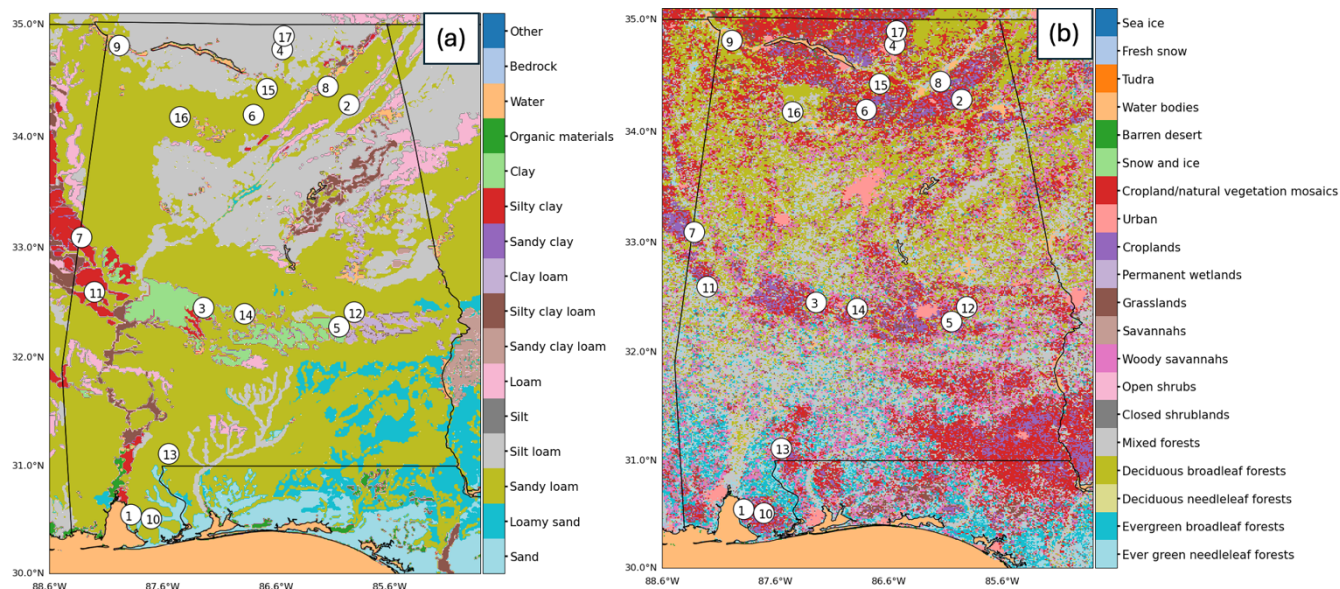 (a)
35.0°N
34.0°N
33.0°N
32.0°N
31.0°N
30.0°N
88.6°W
87.6°W
86.6°W
85.6°W
9
17
4
15
8
2
6
16
7
11
3
14
12
5
13
1
10
Other
Bedrock
Water
Organic materials
Clay
Silty clay
Sandy clay
Clay loam
Silty clay loam
Sandy clay loam
Loam
Silt
Silt loam
Sandy loam
Loamy sand
Sand
(b)
35.0°N
34.0°N
33.0°N
32.0°N
31.0°N
30.0°N
88.6°W
87.6°W
86.6°W
85.6°W
9
17
4
15
8
2
6
16
7
11
3
14
12
5
13
1
10
Sea ice
Fresh snow
Tudra
Water bodies
Barren desert
Snow and ice
Cropland/natural vegetation mosaics
Urban
Croplands
Permanent wetlands
Grasslands
Savannahs
Woody savannahs
Open shrubs
Closed shrublands
Mixed forests
Deciduous broadleaf forests
Deciduous needleleaf forests
Evergreen broadleaf forests
Ever green needleleaf forests